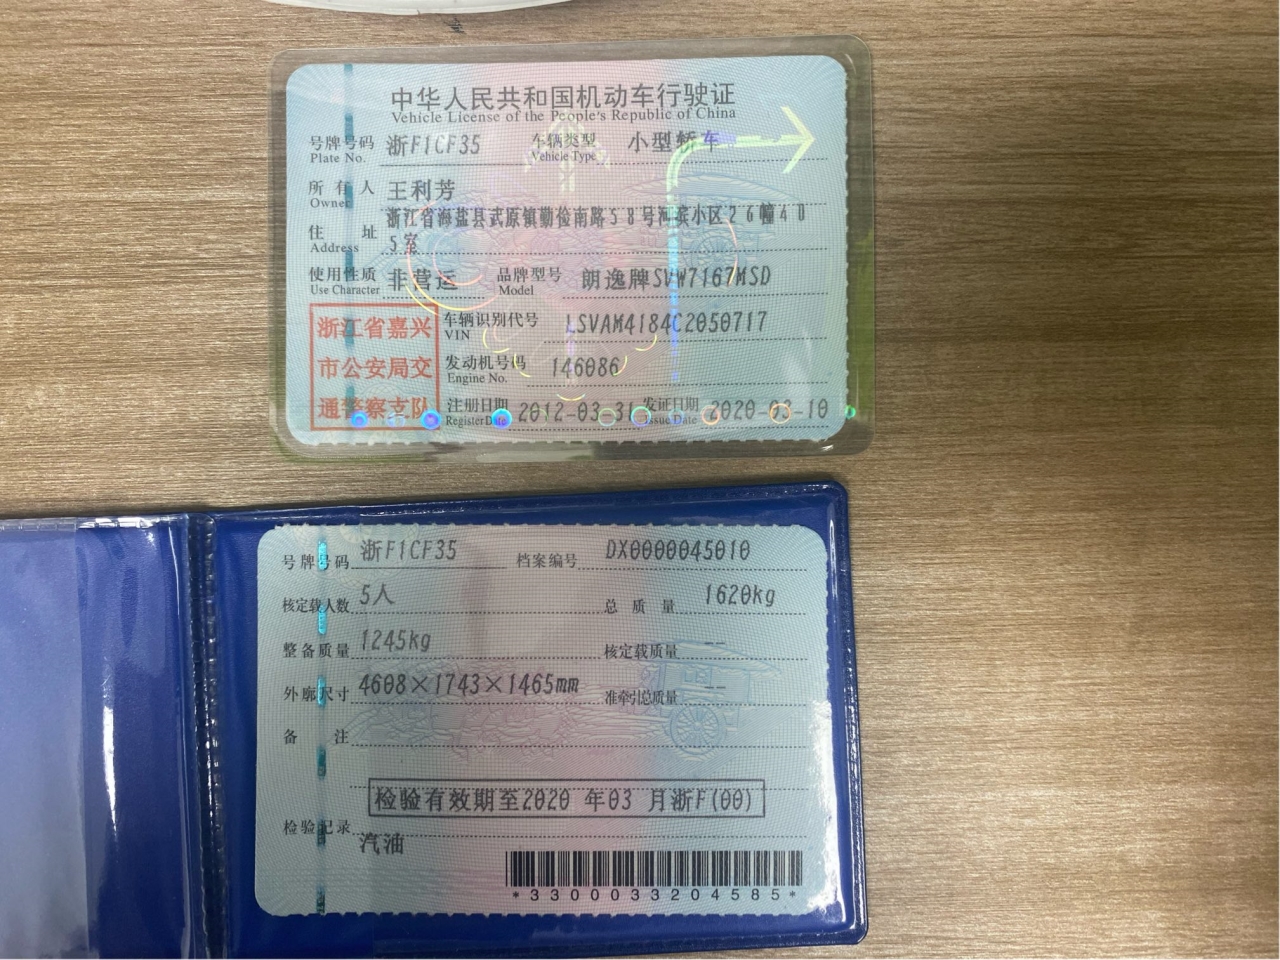 中华人民共和国机动车行驶证
Vehicle License of the People's Republic of China
号牌号码 浙F1CF35 车辆类型 小型轿车
Plate No. Vehicle Type
所有人 王利芳
Owner
浙江省海盐县武原镇勤俭南路58号河滨小区26幢40
住址 5室
Address
使用性质 非营运 品牌型号 朗逸牌SVW7167MSD
Use Character Model
浙江省嘉兴
市公安局交
通警察支队
车辆识别代号 LSVAM4184C2050717
VIN
发动机号码 146086
Engine No.
注册日期 2012-03-31 发证日期 2020-03-10
Register Date Issue Date
号牌号码 浙F1CF35 档案编号 DX0000045010
核定载人数 5人 总质量 1620kg
整备质量 1245kg 核定载质量 --
外廓尺寸 4608×1743×1465mm 准牵引总质量 --
备注
检验有效期至2020 年03 月浙F(00)
检验记录
汽油
*3300033204585*